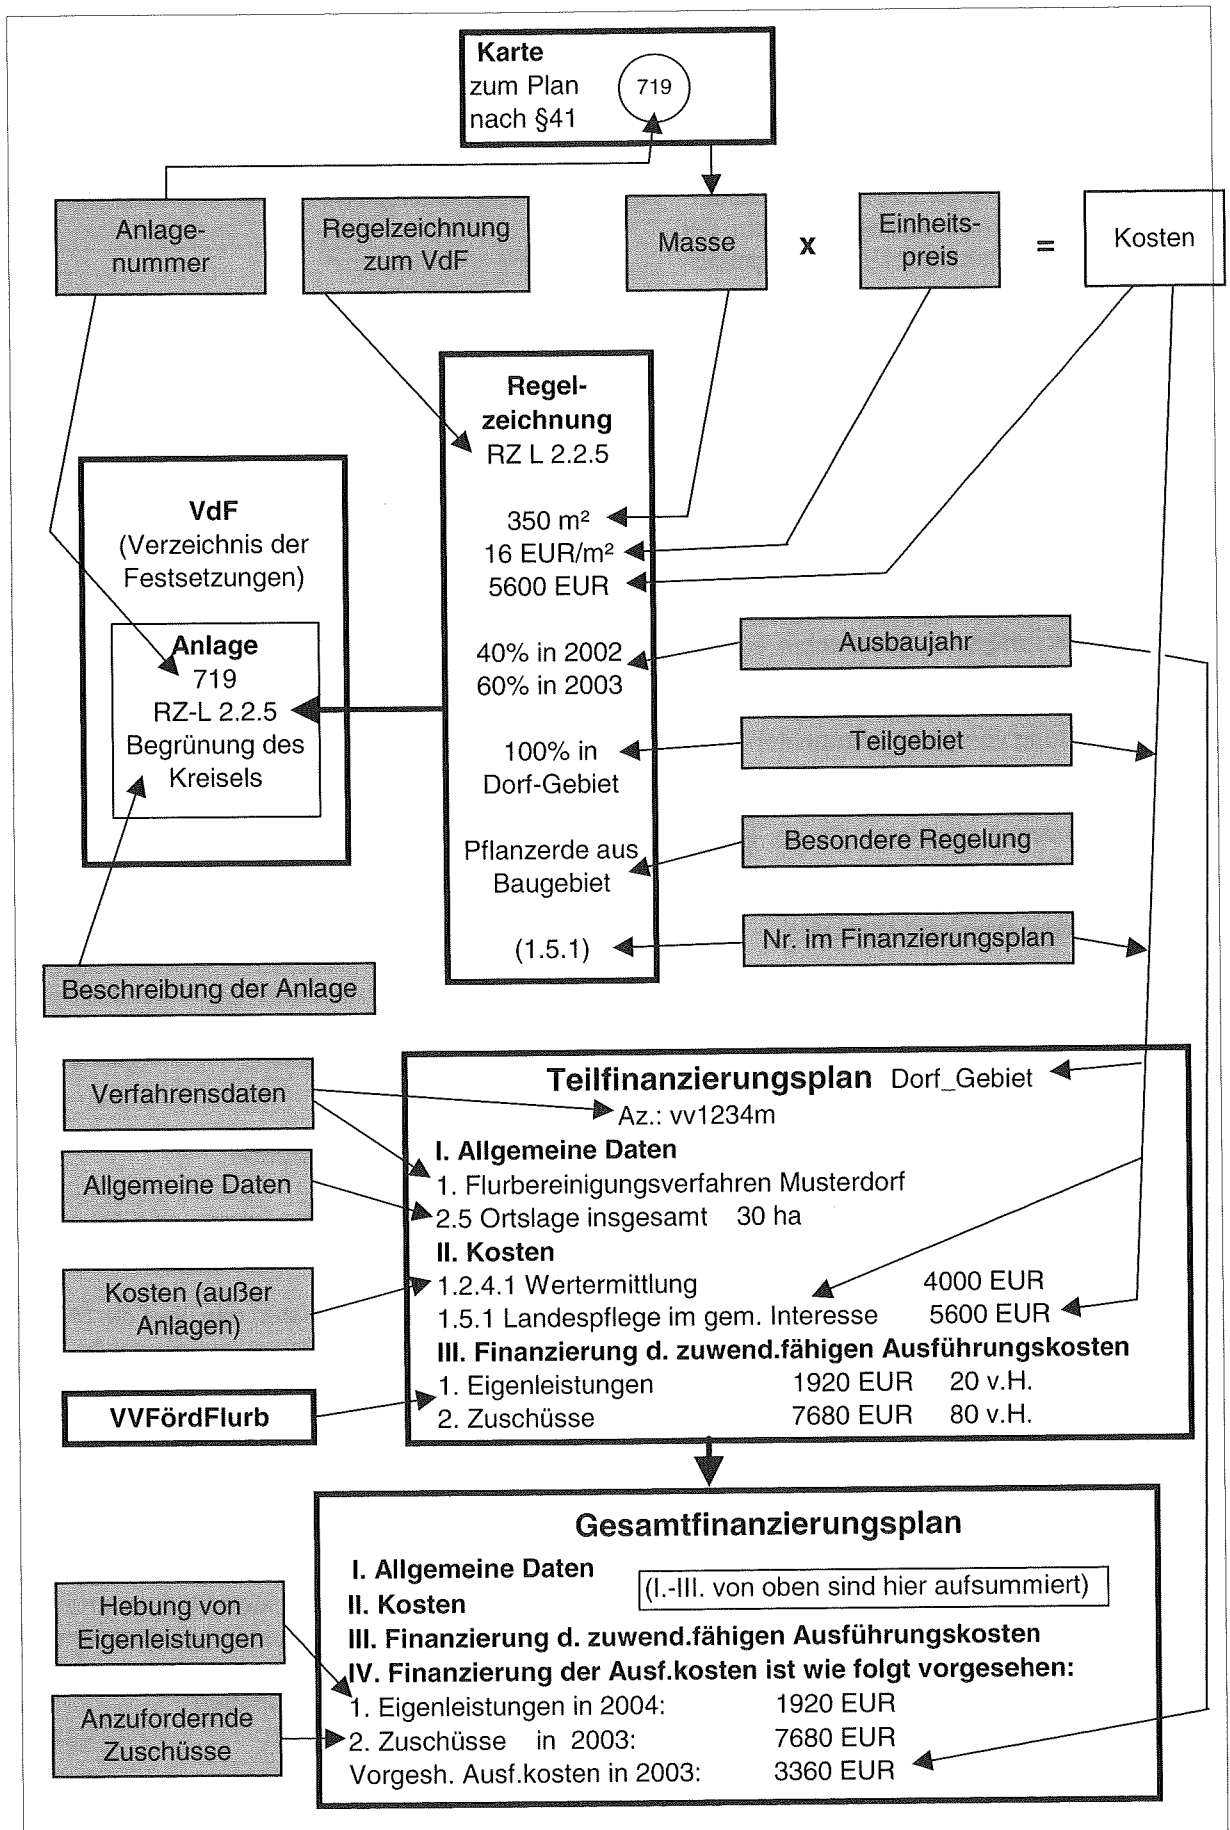 Karte
zum Plan
nach §41
719
Anlage-
nummer
Regelzeichnung
zum VdF
Masse
x
Einheits-
preis
=
Kosten
Regel-
zeichnung
RZ L 2.2.5
350 m²
16 EUR/m²
5600 EUR
40% in 2002
60% in 2003
100% in
Dorf-Gebiet
Pflanzerde aus
Baugebiet
(1.5.1)
VdF
(Verzeichnis der
Festsetzungen)
Anlage
719
RZ-L 2.2.5
Begrünung des
Kreisels
Ausbaujahr
Teilgebiet
Besondere Regelung
Nr. im Finanzierungsplan
Beschreibung der Anlage
Verfahrensdaten
Allgemeine Daten
Kosten (außer
Anlagen)
VVFördFlurb
Teilfinanzierungsplan Dorf_Gebiet
Az.: vv1234m
I. Allgemeine Daten
1. Flurbereinigungsverfahren Musterdorf
2.5 Ortslage insgesamt 30 ha
II. Kosten
1.2.4.1 Wertermittlung 4000 EUR
1.5.1 Landespflege im gem. Interesse 5600 EUR
III. Finanzierung d. zuwend.fähigen Ausführungskosten
1. Eigenleistungen 1920 EUR 20 v.H.
2. Zuschüsse 7680 EUR 80 v.H.
Hebung von
Eigenleistungen
Anzufordernde
Zuschüsse
Gesamtfinanzierungsplan
I. Allgemeine Daten
(I.-III. von oben sind hier aufsummiert)
II. Kosten
III. Finanzierung d. zuwend.fähigen Ausführungskosten
IV. Finanzierung der Ausf.kosten ist wie folgt vorgesehen:
1. Eigenleistungen in 2004: 1920 EUR
2. Zuschüsse in 2003: 7680 EUR
Vorgesh. Ausf.kosten in 2003: 3360 EUR